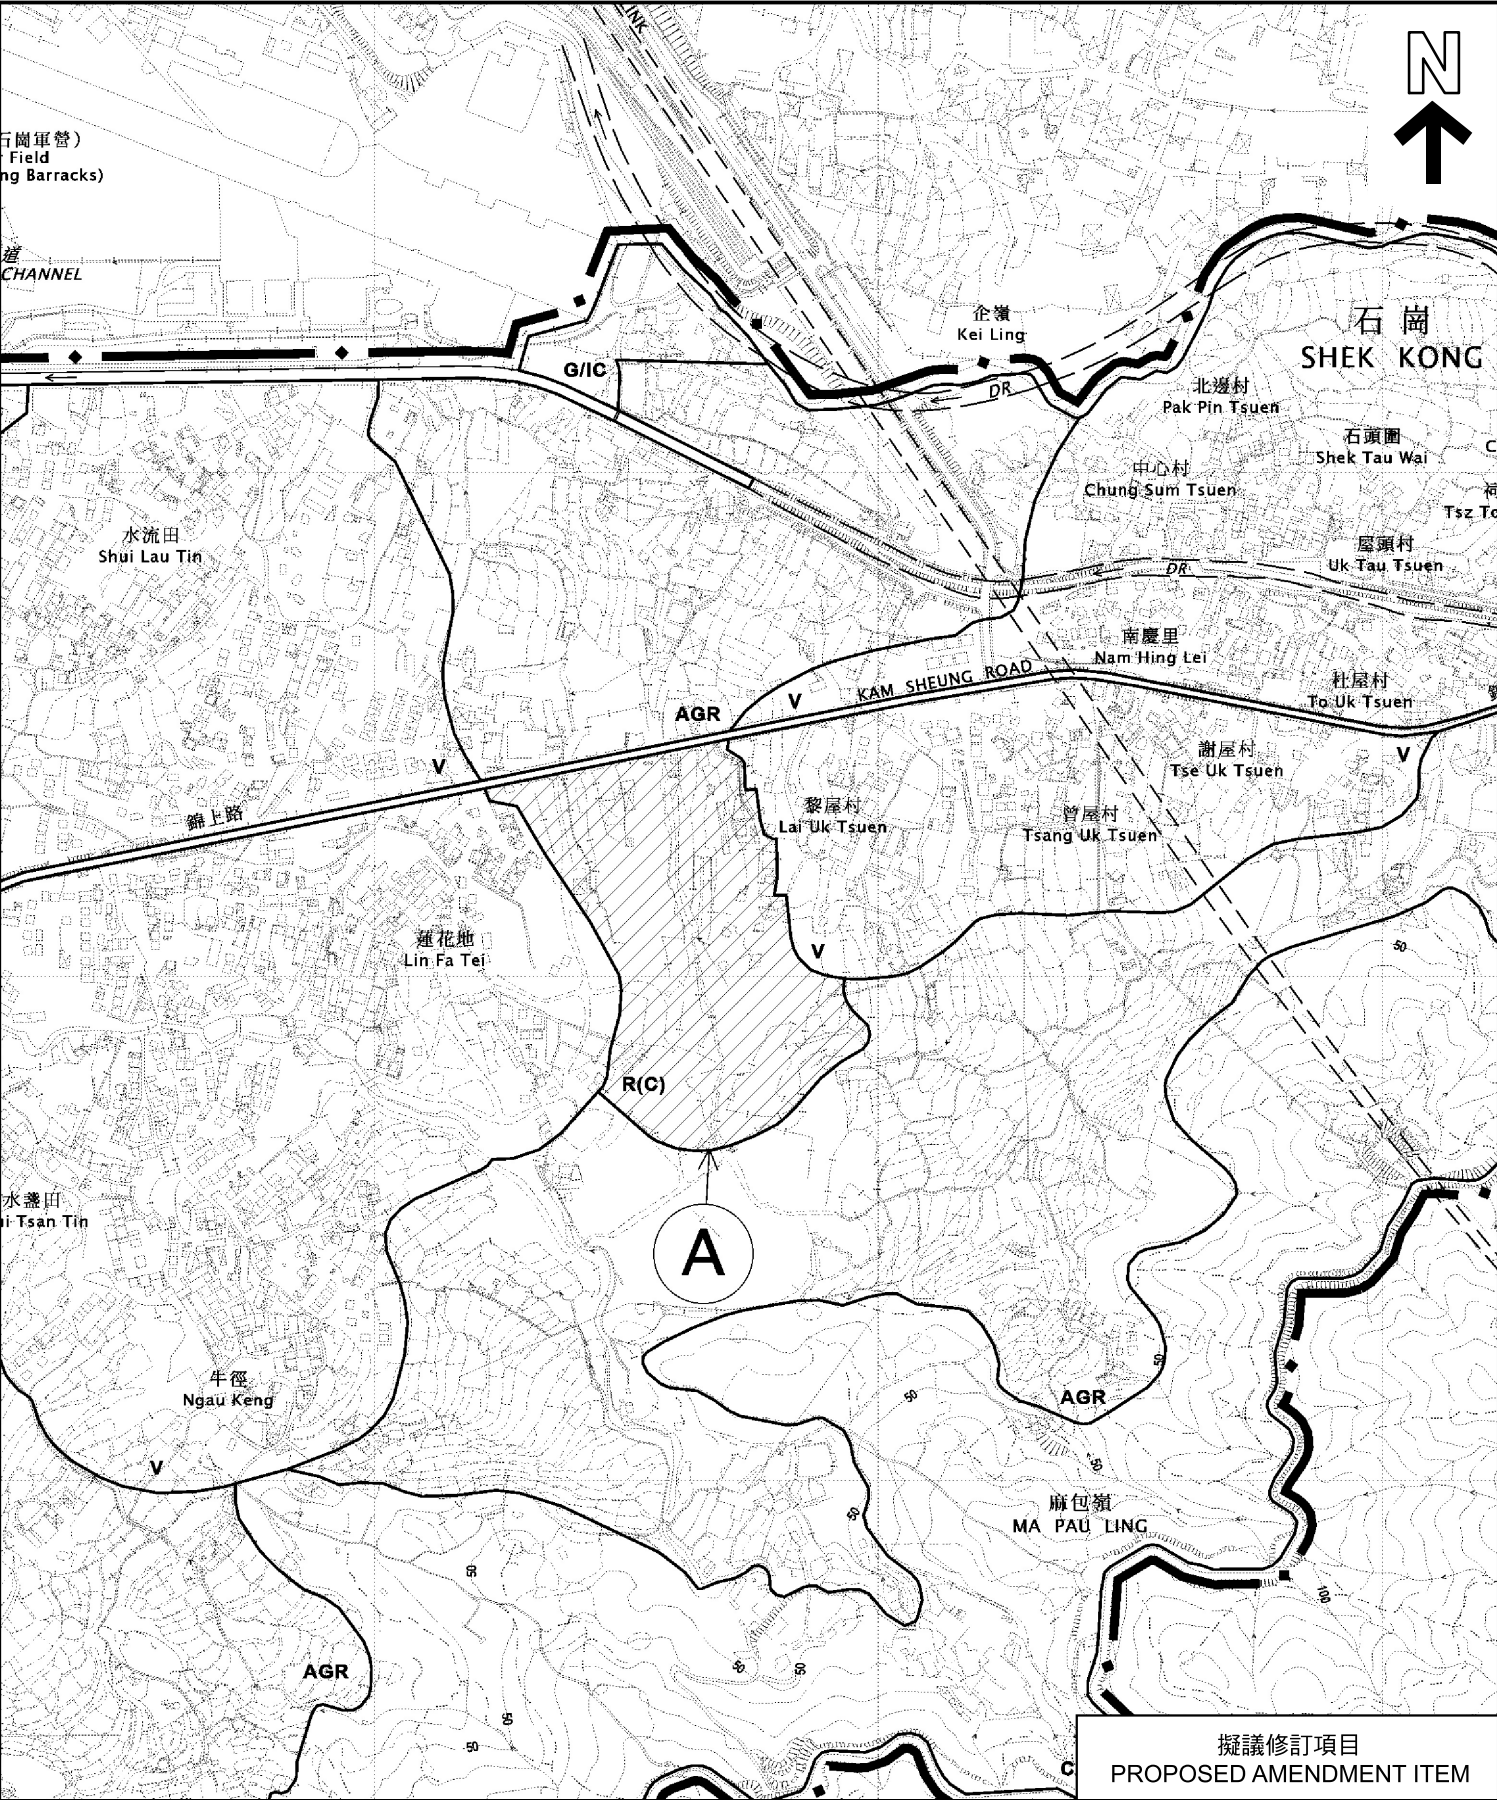 LINK
N
石崗軍營）
Field
ng Barracks)
道
CHANNEL
企嶺
Kei Ling
石崗
SHEK KONG
G/IC
DR
北邊村
Pak Pin Tsuen
石頭圍
Shek Tau Wai
中心村
Chung Sum Tsuen
Tsz To
水流田
Shui Lau Tin
屋頭村
Uk Tau Tsuen
DR
南慶里
Nam Hing Lei
KAM SHEUNG ROAD
杜屋村
To Uk Tsuen
V
AGR
謝屋村
Tse Uk Tsuen
V
V
錦上路
黎屋村
Lai Uk Tsuen
曾屋村
Tsang Uk Tsuen
蓮花地
Lin Fa Tei
V
50
R(C)
水盞田
i Tsan Tin
A
牛徑
Ngau Keng
50
50
AGR
V
50
麻包嶺
MA PAU LING
50
50
100
AGR
50
50
50
50
C
擬議修訂項目
PROPOSED AMENDMENT ITEM